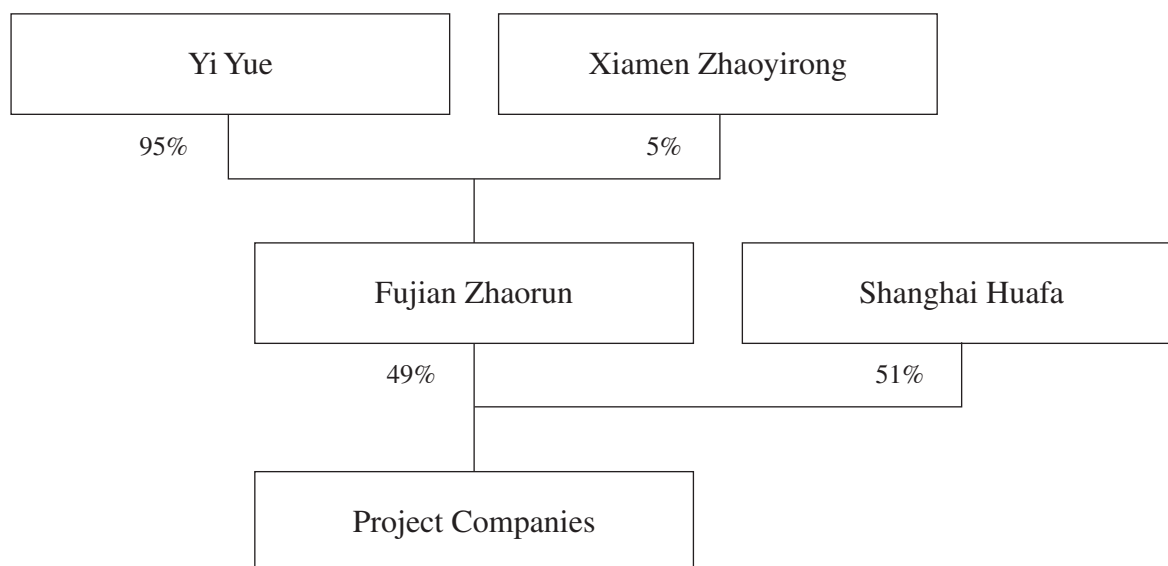 Yi Yue
Xiamen Zhaoyirong
95%
5%
Fujian Zhaorun
Shanghai Huafa
49%
51%
Project Companies